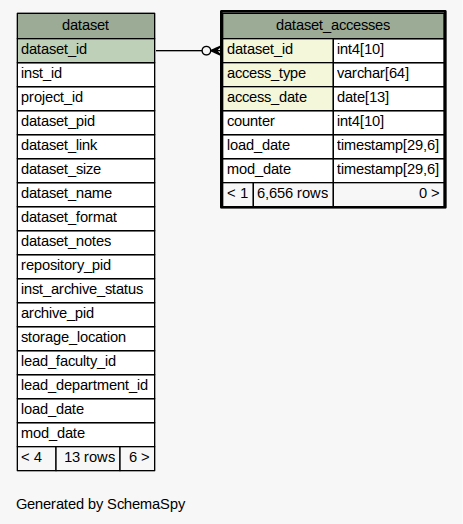 dataset
dataset_id
inst_id
project_id
dataset_pid
dataset_link
dataset_size
dataset_name
dataset_format
dataset_notes
repository_pid
inst_archive_status
archive_pid
storage_location
lead_faculty_id
lead_department_id
load_date
mod_date
< 4 13 rows 6 >
dataset_accesses
dataset_id int4[10]
access_type varchar[64]
access_date date[13]
counter int4[10]
load_date timestamp[29,6]
mod_date timestamp[29,6]
< 1 6,656 rows 0 >
Generated by SchemaSpy